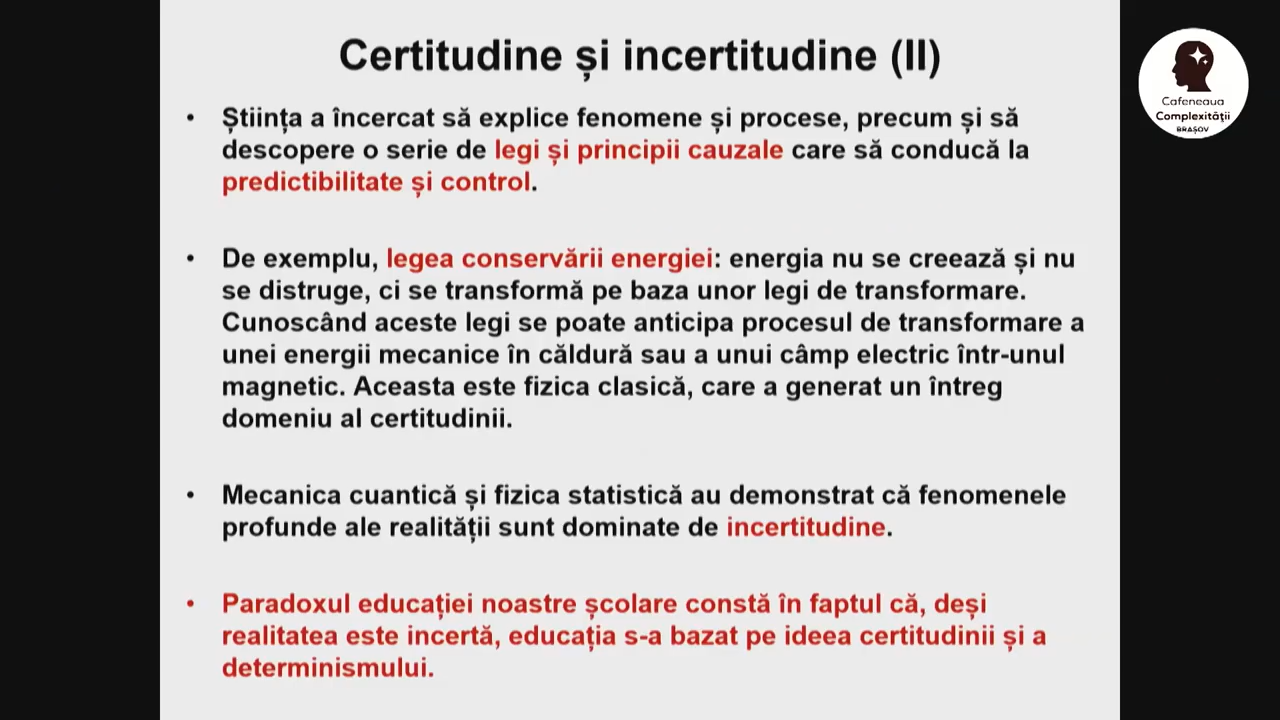 Certitudine și incertitudine (II)
• Știința a încercat să explice fenomene și procese, precum și să
descopere o serie de legi și principii cauzale care să conducă la
predictibilitate și control.
• De exemplu, legea conservării energiei: energia nu se creează și nu
se distruge, ci se transformă pe baza unor legi de transformare.
Cunoscând aceste legi se poate anticipa procesul de transformare a
unei energii mecanice în căldură sau a unui câmp electric într-unul
magnetic. Aceasta este fizica clasică, care a generat un întreg
domeniu al certitudinii.
• Mecanica cuantică și fizica statistică au demonstrat că fenomenele
profunde ale realității sunt dominate de incertitudine.
• Paradoxul educației noastre școlare constă în faptul că, deși
realitatea este incertă, educația s-a bazat pe ideea certitudinii și a
determinismului.
Cafeneaua
Complexității
BRAȘOV